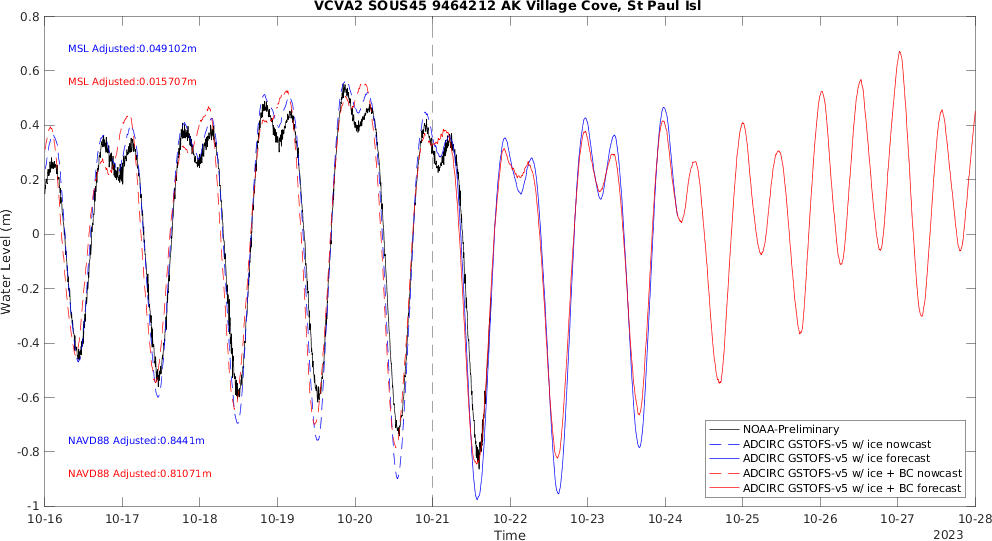 VCVA2 SOUS45 9464212 AK Village Cove, St Paul Isl
0.8
0.6
0.4
0.2
0
-0.2
-0.4
-0.6
-0.8
-1
Water Level (m)
MSL Adjusted:0.049102m
MSL Adjusted:0.015707m
NAVD88 Adjusted:0.8441m
NAVD88 Adjusted:0.81071m
NOAA-Preliminary
ADCIRC GSTOFS-v5 w/ ice nowcast
ADCIRC GSTOFS-v5 w/ ice forecast
ADCIRC GSTOFS-v5 w/ ice + BC nowcast
ADCIRC GSTOFS-v5 w/ ice + BC forecast
10-16 10-17 10-18 10-19 10-20 10-21 10-22 10-23 10-24 10-25 10-26 10-27 10-28
Time
2023